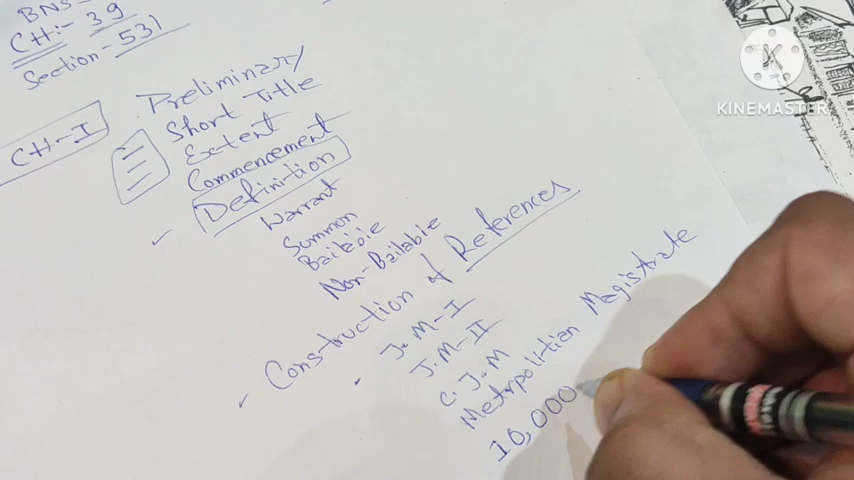 BNS
CH:- 39
Section - 531
CH-I
Preliminary
Short Title
Extent
Commencement
Definition
Warrant
Summon
Bailable
Non-Bailable
Construction of References
J.M-I
J.M-II
C.J.M
Metrpolitian Magistrate
10,000
KINEMASTER